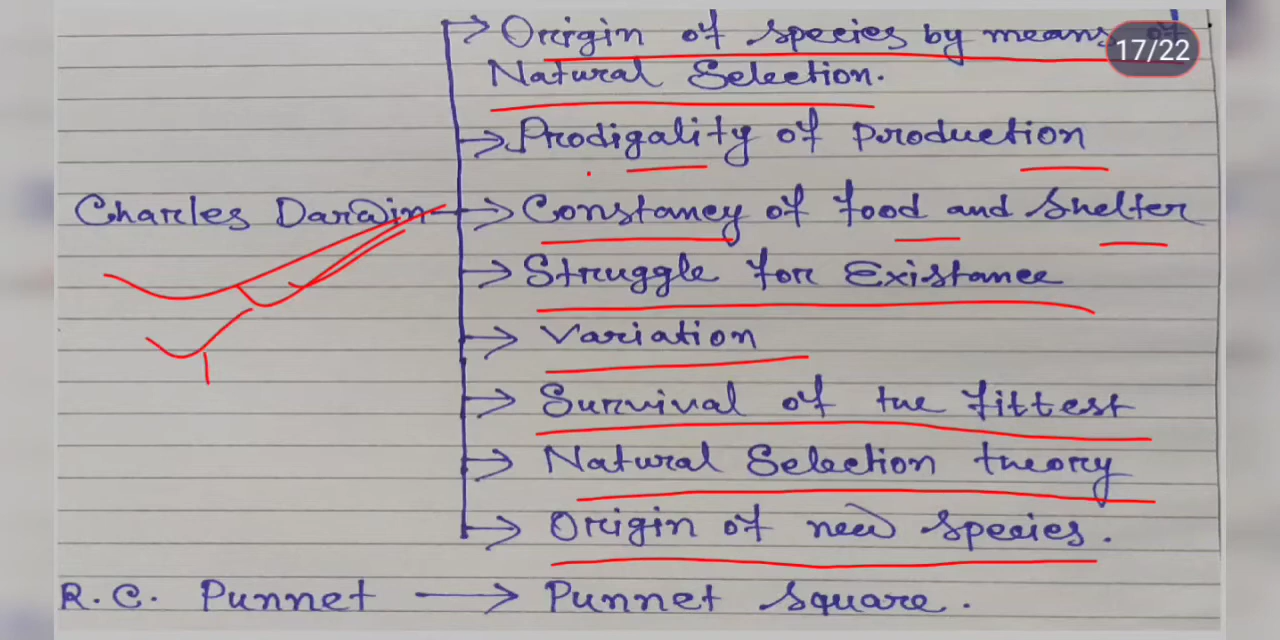 → Origin of species by means of
17/22
Natural Selection.
→ Prodigality of production
Charles Darwin → Constancy of food and Shelter
→ Struggle for Existance
→ Variation
→ Survival of the fittest
→ Natural Selection theory
→ Origin of new species.
R.C. Punnet → Punnet square.